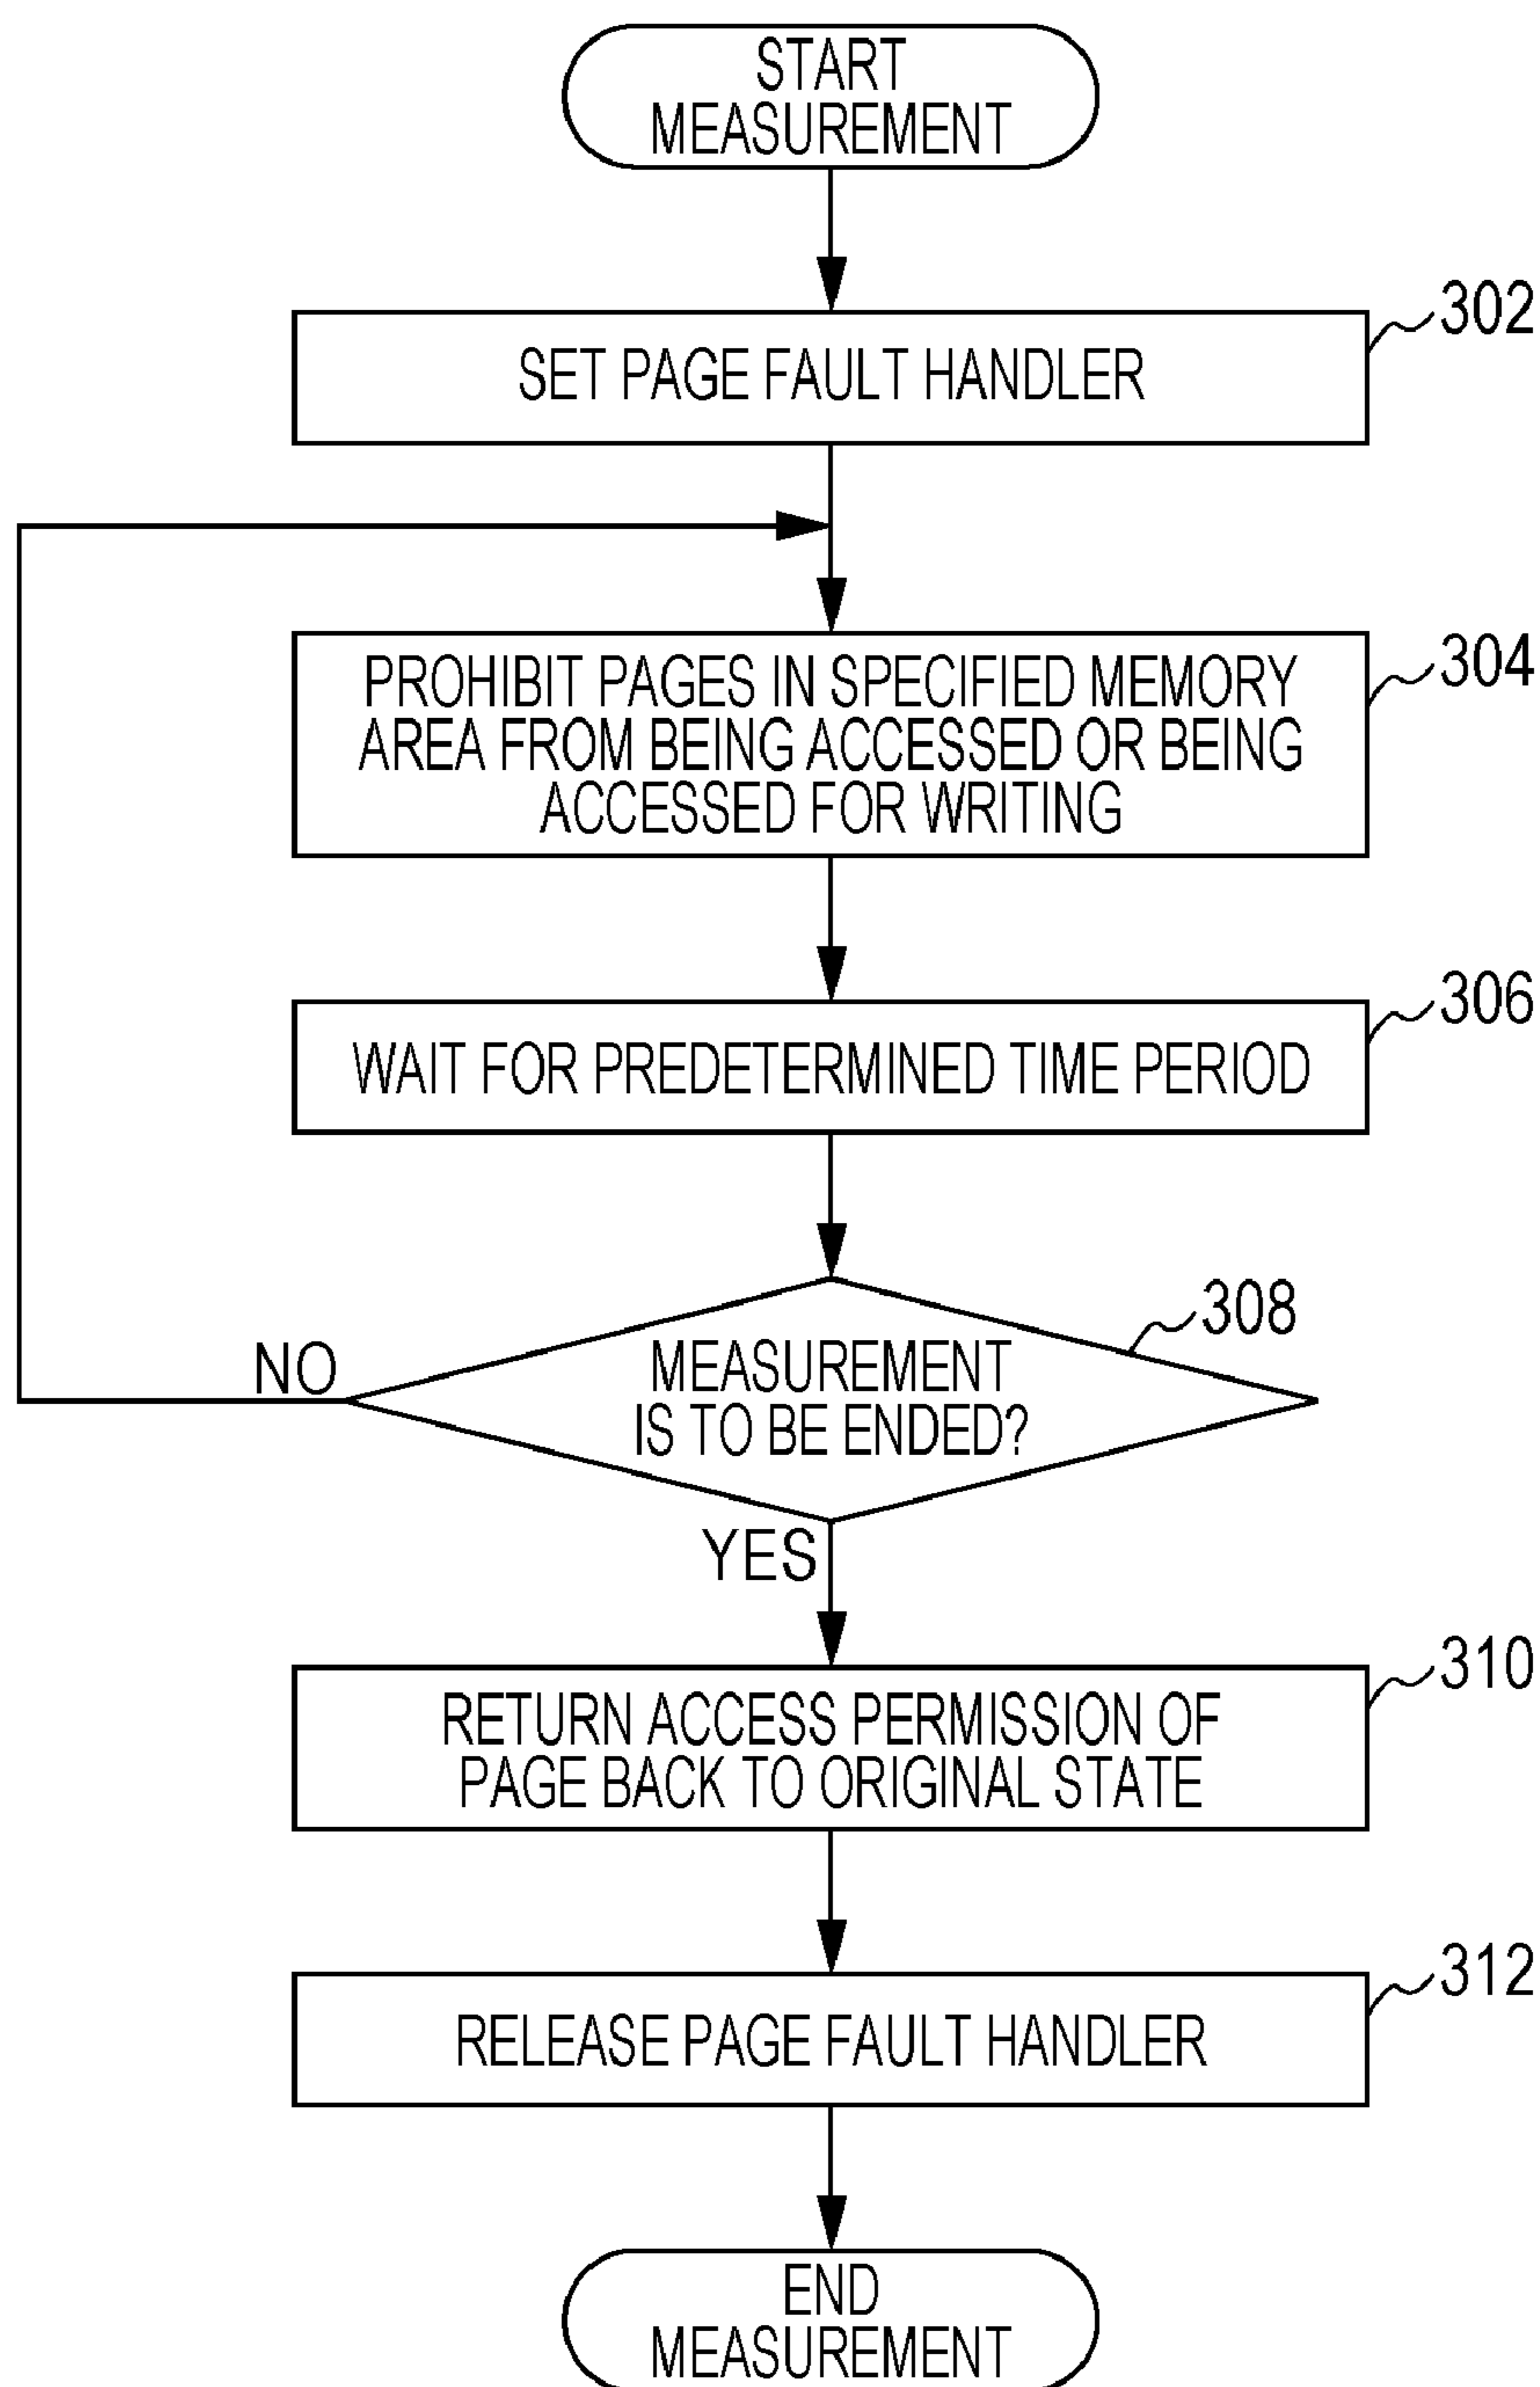 START
MEASUREMENT
302
SET PAGE FAULT HANDLER
304
PROHIBIT PAGES IN SPECIFIED MEMORY
AREA FROM BEING ACCESSED OR BEING
ACCESSED FOR WRITING
306
WAIT FOR PREDETERMINED TIME PERIOD
308
NO
MEASUREMENT
IS TO BE ENDED?
YES
310
RETURN ACCESS PERMISSION OF
PAGE BACK TO ORIGINAL STATE
312
RELEASE PAGE FAULT HANDLER
END
MEASUREMENT